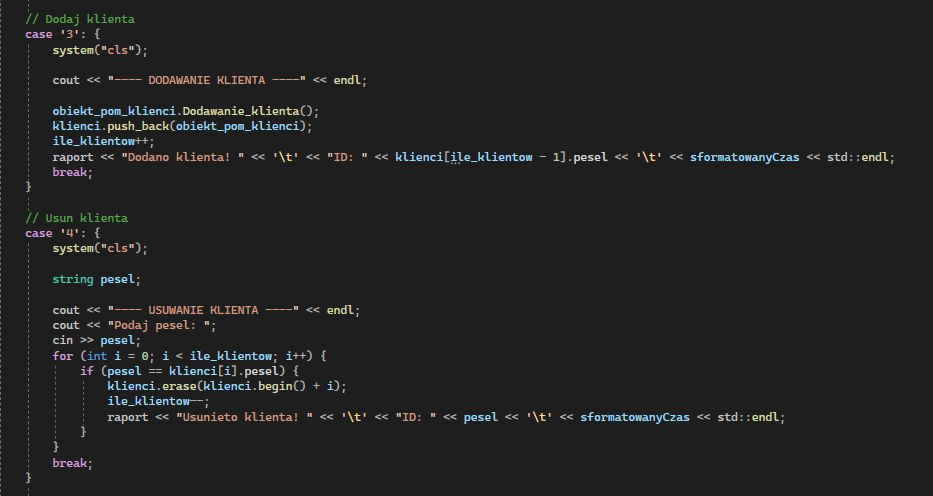 // Dodaj klienta
case '3': {
system("cls");
cout << "---- DODAWANIE KLIENTA ----" << endl;
obiekt_pom_klienci.Dodawanie_klienta();
klienci.push_back(obiekt_pom_klienci);
ile_klientow++;
raport << "Dodano klienta! " << '\t' << "ID: " << klienci[ile_klientow - 1].pesel << '\t' << sformatowanyCzas << std::endl;
break;
}
// Usun klienta
case '4': {
system("cls");
string pesel;
cout << "---- USUWANIE KLIENTA ----" << endl;
cout << "Podaj pesel: ";
cin >> pesel;
for (int i = 0; i < ile_klientow; i++) {
if (pesel == klienci[i].pesel) {
klienci.erase(klienci.begin() + i);
ile_klientow--;
raport << "Usunieto klienta! " << '\t' << "ID: " << pesel << '\t' << sformatowanyCzas << std::endl;
}
}
break;
}